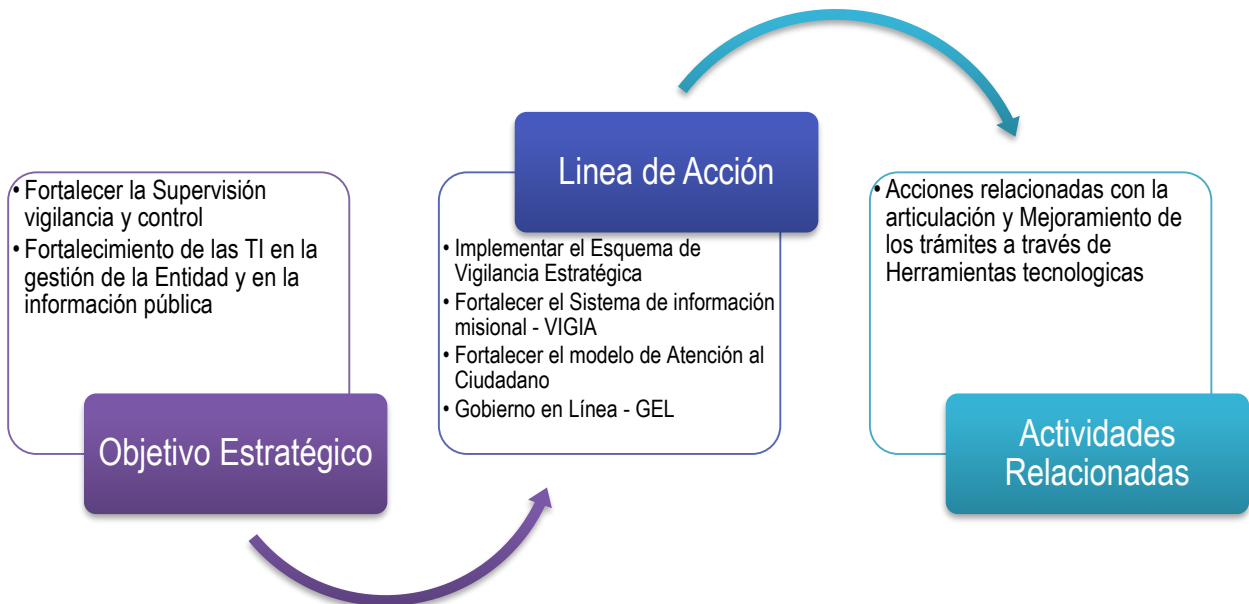 • Fortalecer la Supervisión
vigilancia y control
• Fortalecimiento de las TI en la
gestión de la Entidad y en la
información pública
Objetivo Estratégico
Linea de Acción
• Implementar el Esquema de
Vigilancia Estratégica
• Fortalecer el Sistema de información
misional - VIGIA
• Fortalecer el modelo de Atención al
Ciudadano
• Gobierno en Línea - GEL
• Acciones relacionadas con la
articulación y Mejoramiento de
los trámites a través de
Herramientas tecnologicas
Actividades
Relacionadas